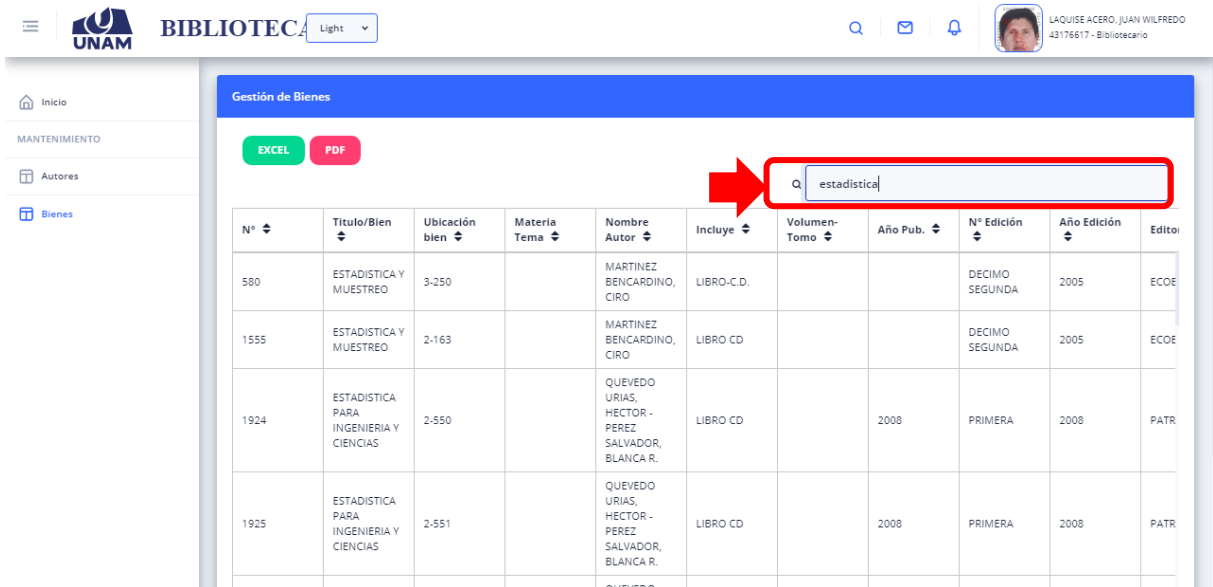 UNAM
BIBLIOTECA
Light
LAQUISE ACERO, JUAN WILFREDO
43176617 - Bibliotecario
Inicio
MANTENIMIENTO
Autores
Bienes
Gestión de Bienes
EXCEL PDF
estadistica
N° Titulo/Bien Ubicación bien Materia Tema Nombre Autor Incluye Volumen-Tomo Año Pub. N° Edición Año Edición Editor
580 ESTADISTICA Y MUESTREO 3-250 MARTINEZ BENCARDINO, CIRO LIBRO-C.D. DECIMO SEGUNDA 2005 ECOE
1555 ESTADISTICA Y MUESTREO 2-163 MARTINEZ BENCARDINO, CIRO LIBRO CD DECIMO SEGUNDA 2005 ECOE
1924 ESTADISTICA PARA INGENIERIA Y CIENCIAS 2-550 QUEVEDO URIAS, HECTOR - PEREZ SALVADOR, BLANCA R. LIBRO CD 2008 PRIMERA 2008 PATR
1925 ESTADISTICA PARA INGENIERIA Y CIENCIAS 2-551 QUEVEDO URIAS, HECTOR - PEREZ SALVADOR, BLANCA R. LIBRO CD 2008 PRIMERA 2008 PATR